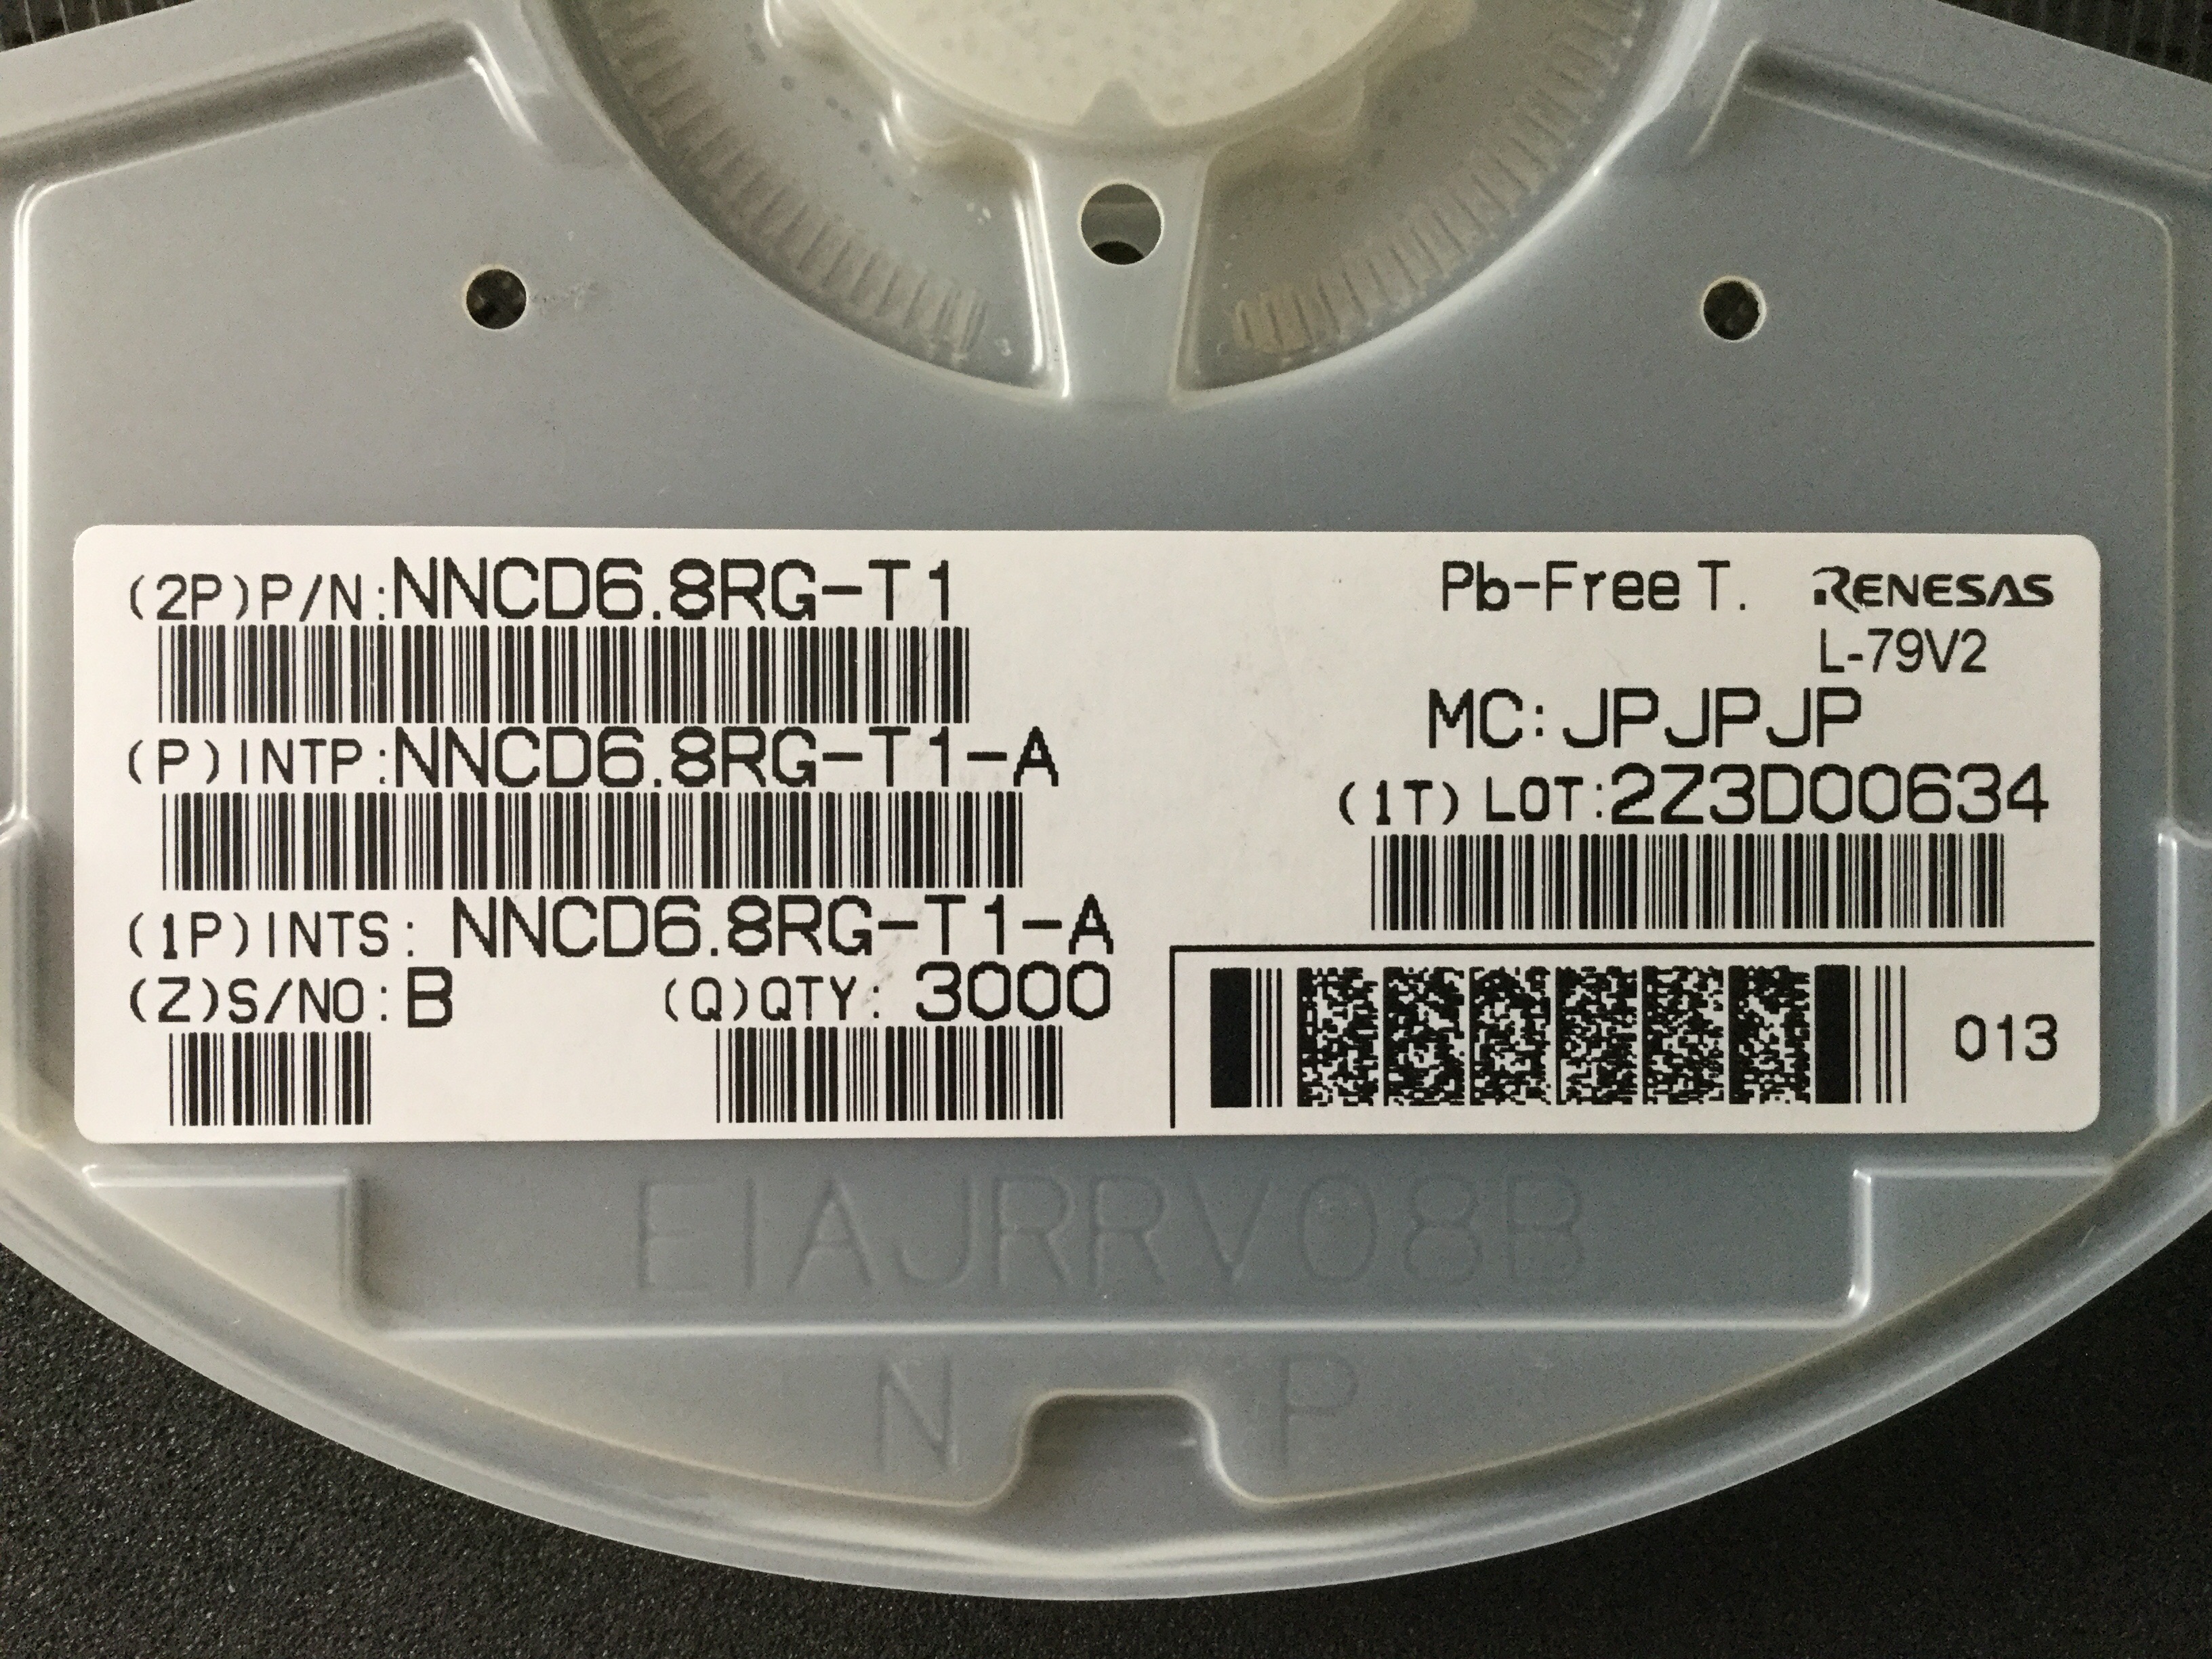 (2P)P/N:NNCD6.8RG-T1
(P)INTP:NNCD6.8RG-T1-A
(1P)INTS: NNCD6.8RG-T1-A
(Z)S/NO:B (Q)QTY: 3000
Pb-Free T. RENESAS
L-79V2
MC: JPJPJP
(1T) LOT:2Z3D00634
013
EIAJRRV08B
N P